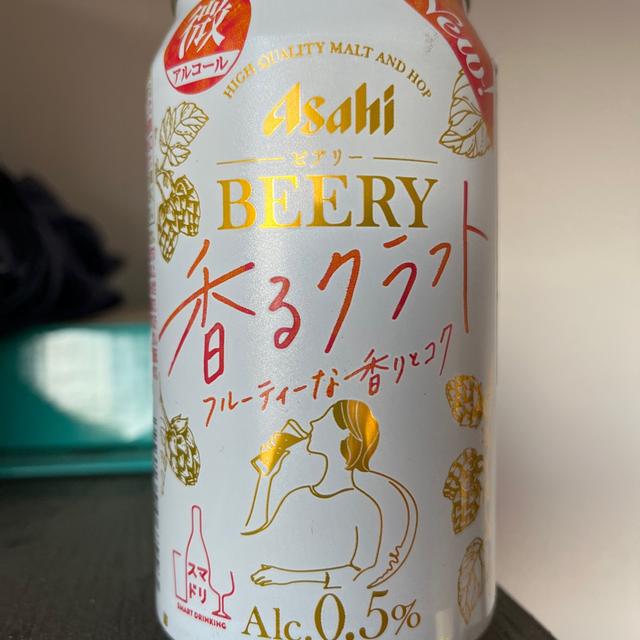 微
アルコール
New!
HIGH QUALITY MALT AND HOP
Asahi
ビアリー
BEERY
香るクラフト
フルーティーな香りとコク
スマ
ドリ
SMART DRINKING
Alc.0.5%